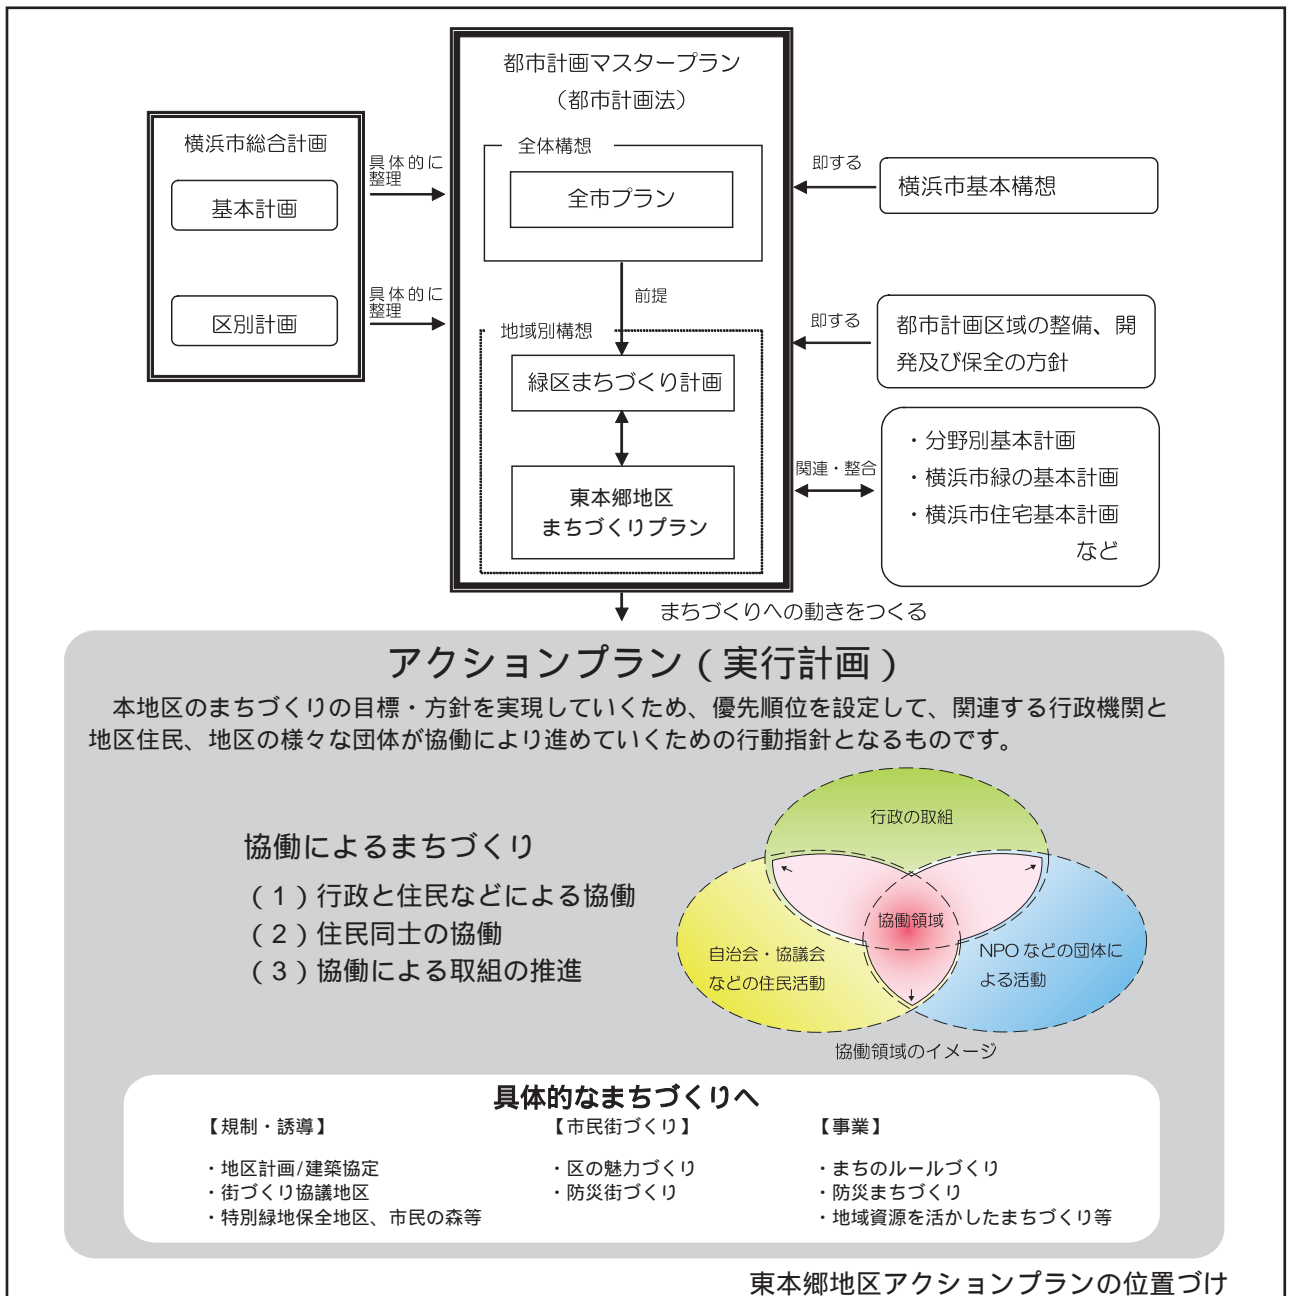 都市計画マスタープラン
（都市計画法）
横浜市総合計画
基本計画
区別計画
具体的に
整理
具体的に
整理
全体構想
全市プラン
前提
地域別構想
緑区まちづくり計画
東本郷地区
まちづくりプラン
即する
横浜市基本構想
即する
都市計画区域の整備、開
発及び保全の方針
関連・整合
・分野別基本計画
・横浜市緑の基本計画
・横浜市住宅基本計画
など
まちづくりへの動きをつくる
アクションプラン（実行計画）
本地区のまちづくりの目標・方針を実現していくため、優先順位を設定して、関連する行政機関と
地区住民、地区の様々な団体が協働により進めていくための行動指針となるものです。
協働によるまちづくり
（１）行政と住民などによる協働
（２）住民同士の協働
（３）協働による取組の推進
行政の取組
協働領域
自治会・協議会
などの住民活動
NPO などの団体に
よる活動
協働領域のイメージ
具体的なまちづくりへ
【規制・誘導】
・地区計画/建築協定
・街づくり協議地区
・特別緑地保全地区、市民の森等
【市民街づくり】
・区の魅力づくり
・防災街づくり
【事業】
・まちのルールづくり
・防災まちづくり
・地域資源を活かしたまちづくり等
東本郷地区アクションプランの位置づけ